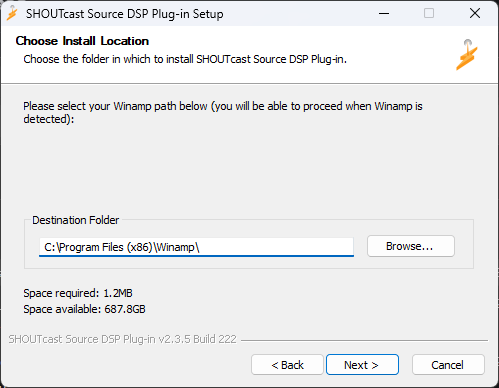 SHOUTcast Source DSP Plug-in Setup
Choose Install Location
Choose the folder in which to install SHOUTcast Source DSP Plug-in.
Please select your Winamp path below (you will be able to proceed when Winamp is
detected):
Destination Folder
C:\Program Files (x86)\Winamp\
Browse...
Space required: 1.2MB
Space available: 687.8GB
SHOUTcast Source DSP Plug-in v2.3.5 Build 222
< Back
Next >
Cancel